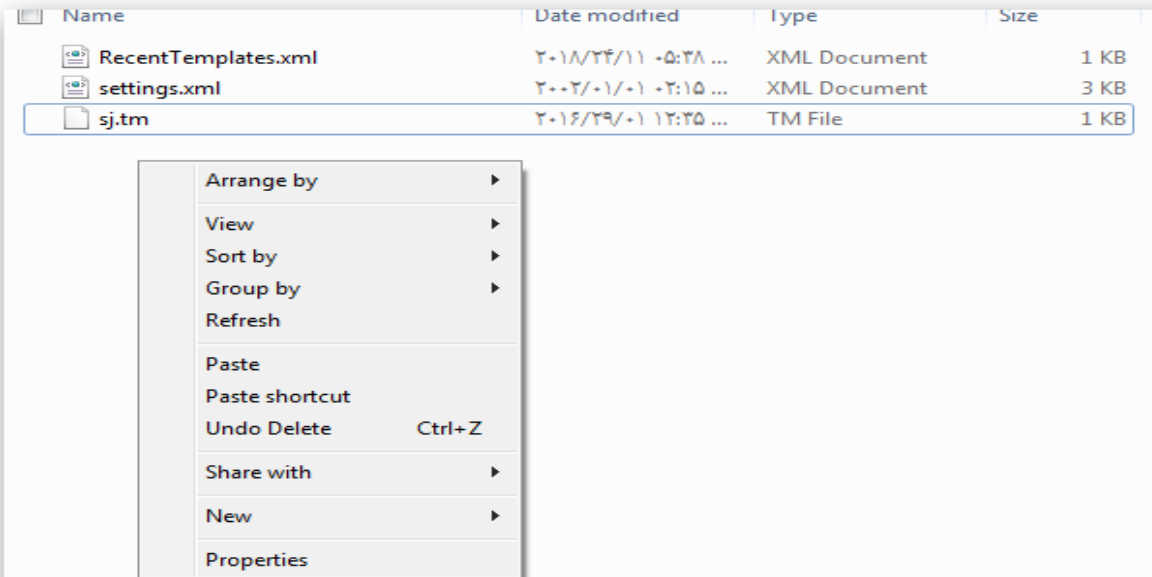 Name Date modified Type Size
RecentTemplates.xml ۲۰۱۸/۲۴/۱۱ ۰۵:۳۸ ... XML Document 1 KB
settings.xml ۲۰۰۲/۰۱/۰۱ ۰۲:۱۵ ... XML Document 3 KB
sj.tm ۲۰۱۶/۲۹/۰۱ ۱۲:۳۵ ... TM File 1 KB
Arrange by
View
Sort by
Group by
Refresh
Paste
Paste shortcut
Undo Delete Ctrl+Z
Share with
New
Properties